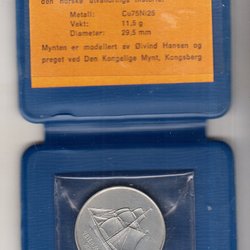 den norske utvandrings historie.
Metall: Cu75Ni25
Vekt: 11,5 g
Diameter: 29,5 mm
Mynten er modellert av Øivind Hansen og
preget ved Den Kongelige Mynt, Kongsberg